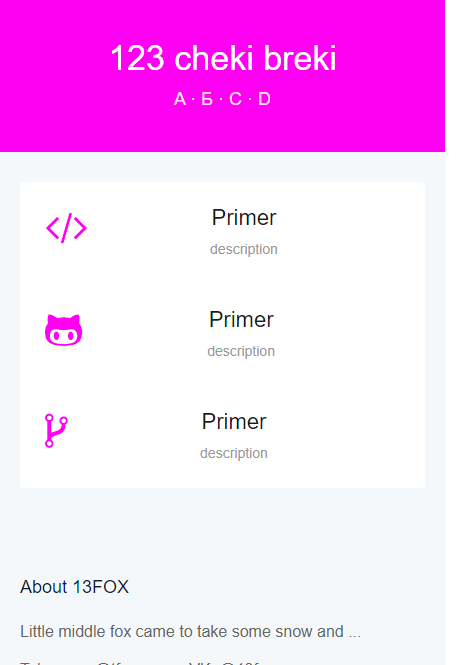 123 cheki breki
А · Б · С · D
Primer
description
Primer
description
Primer
description
About 13FOX
Little middle fox came to take some snow and ...